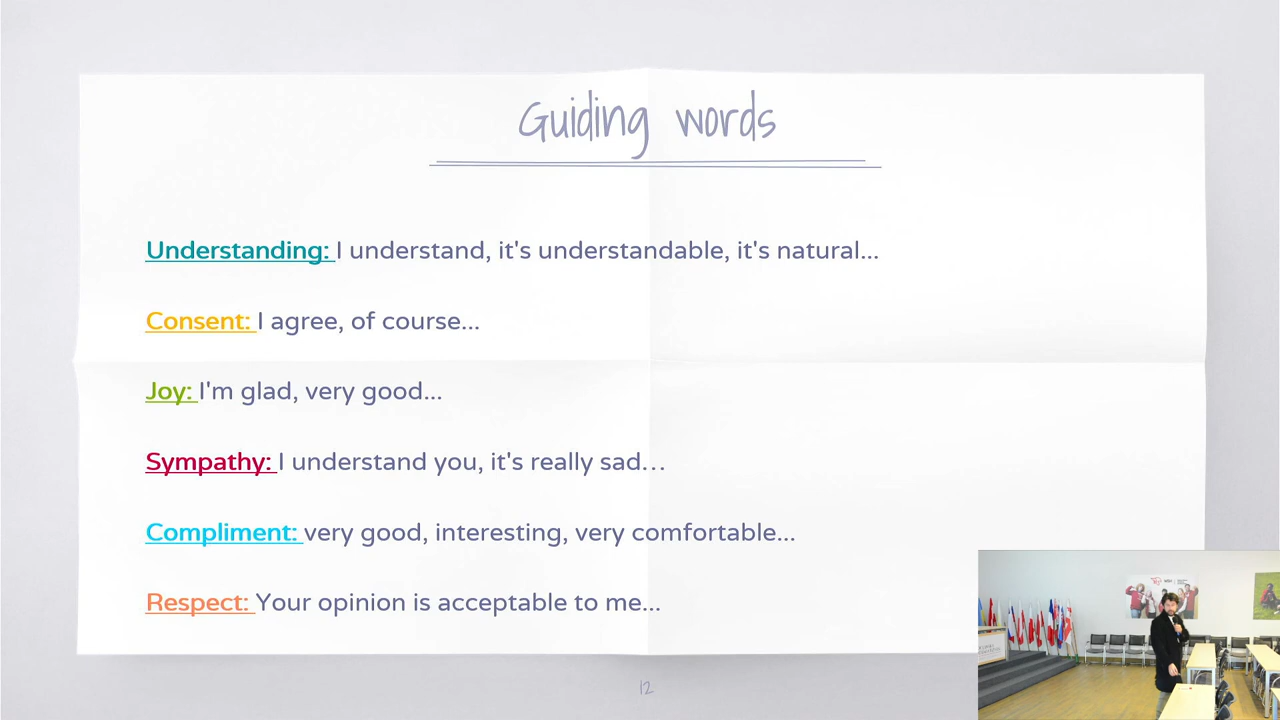 Guiding words
Understanding: I understand, it's understandable, it's natural...
Consent: I agree, of course...
Joy: I'm glad, very good...
Sympathy: I understand you, it's really sad...
Compliment: very good, interesting, very comfortable...
Respect: Your opinion is acceptable to me...
12